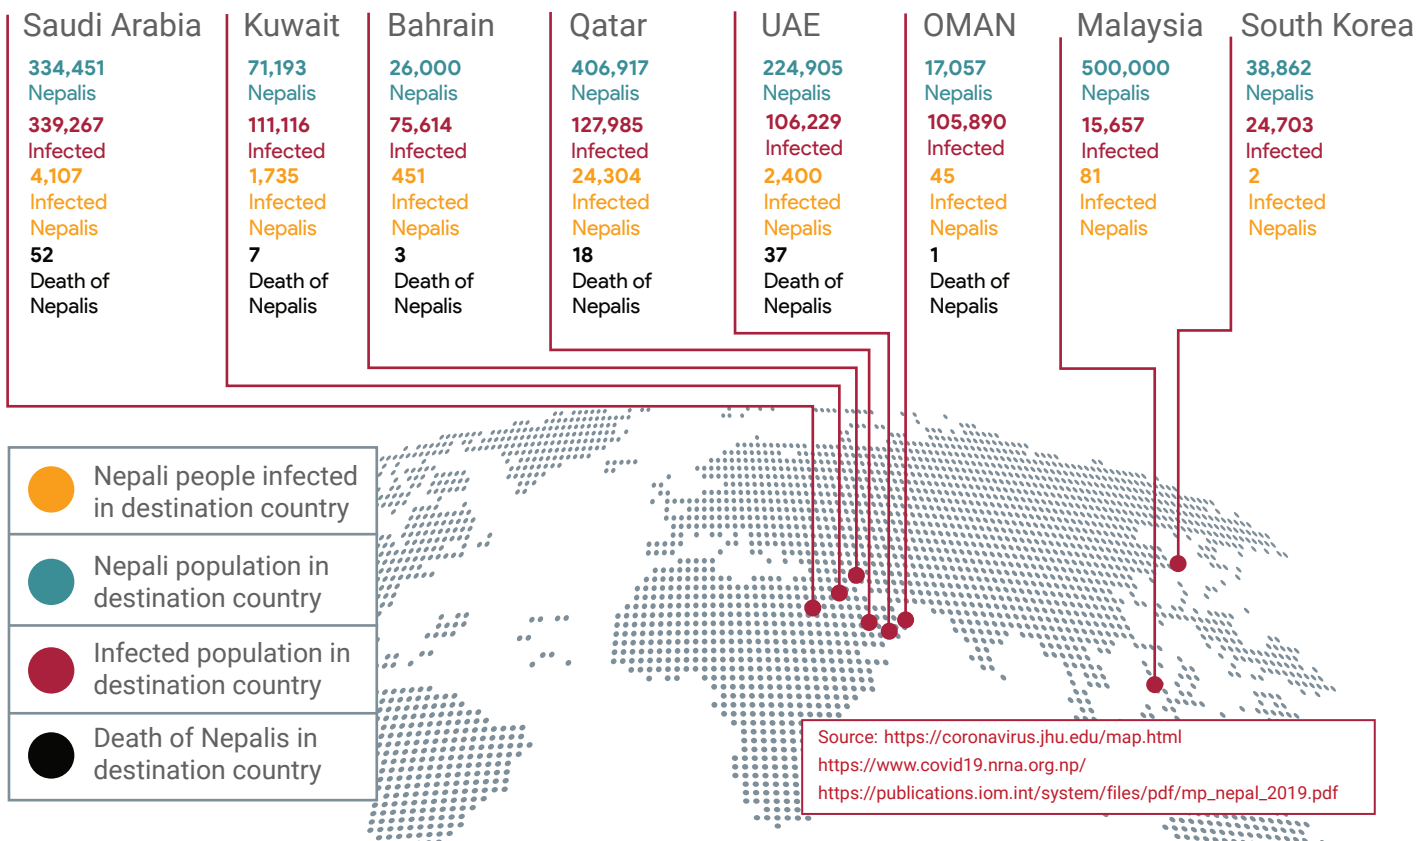 Saudi Arabia
334,451
Nepalis
339,267
Infected
4,107
Infected
Nepalis
52
Death of
Nepalis
Kuwait
71,193
Nepalis
111,116
Infected
1,735
Infected
Nepalis
7
Death of
Nepalis
Bahrain
26,000
Nepalis
75,614
Infected
451
Infected
Nepalis
3
Death of
Nepalis
Qatar
406,917
Nepalis
127,985
Infected
24,304
Infected
Nepalis
18
Death of
Nepalis
UAE
224,905
Nepalis
106,229
Infected
2,400
Infected
Nepalis
37
Death of
Nepalis
OMAN
17,057
Nepalis
105,890
Infected
45
Infected
Nepalis
1
Death of
Nepalis
Malaysia
500,000
Nepalis
15,657
Infected
81
Infected
Nepalis
South Korea
38,862
Nepalis
24,703
Infected
2
Infected
Nepalis
Nepali people infected
in destination country
Nepali population in
destination country
Infected population in
destination country
Death of Nepalis in
destination country
Source: https://coronavirus.jhu.edu/map.html
https://www.covid19.nrna.org.np/
https://publications.iom.int/system/files/pdf/mp_nepal_2019.pdf